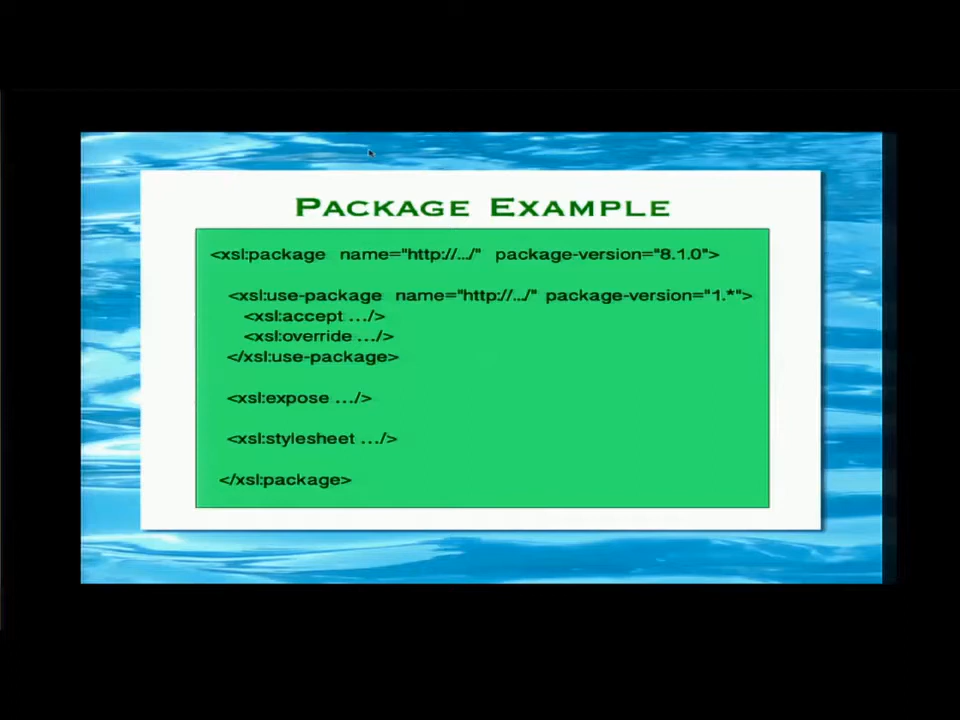 PACKAGE EXAMPLE
<xsl:package name="http://.../" package-version="8.1.0">
<xsl:use-package name="http://.../" package-version="1.*">
<xsl:accept .../>
<xsl:override .../>
</xsl:use-package>
<xsl:expose .../>
<xsl:stylesheet .../>
</xsl:package>